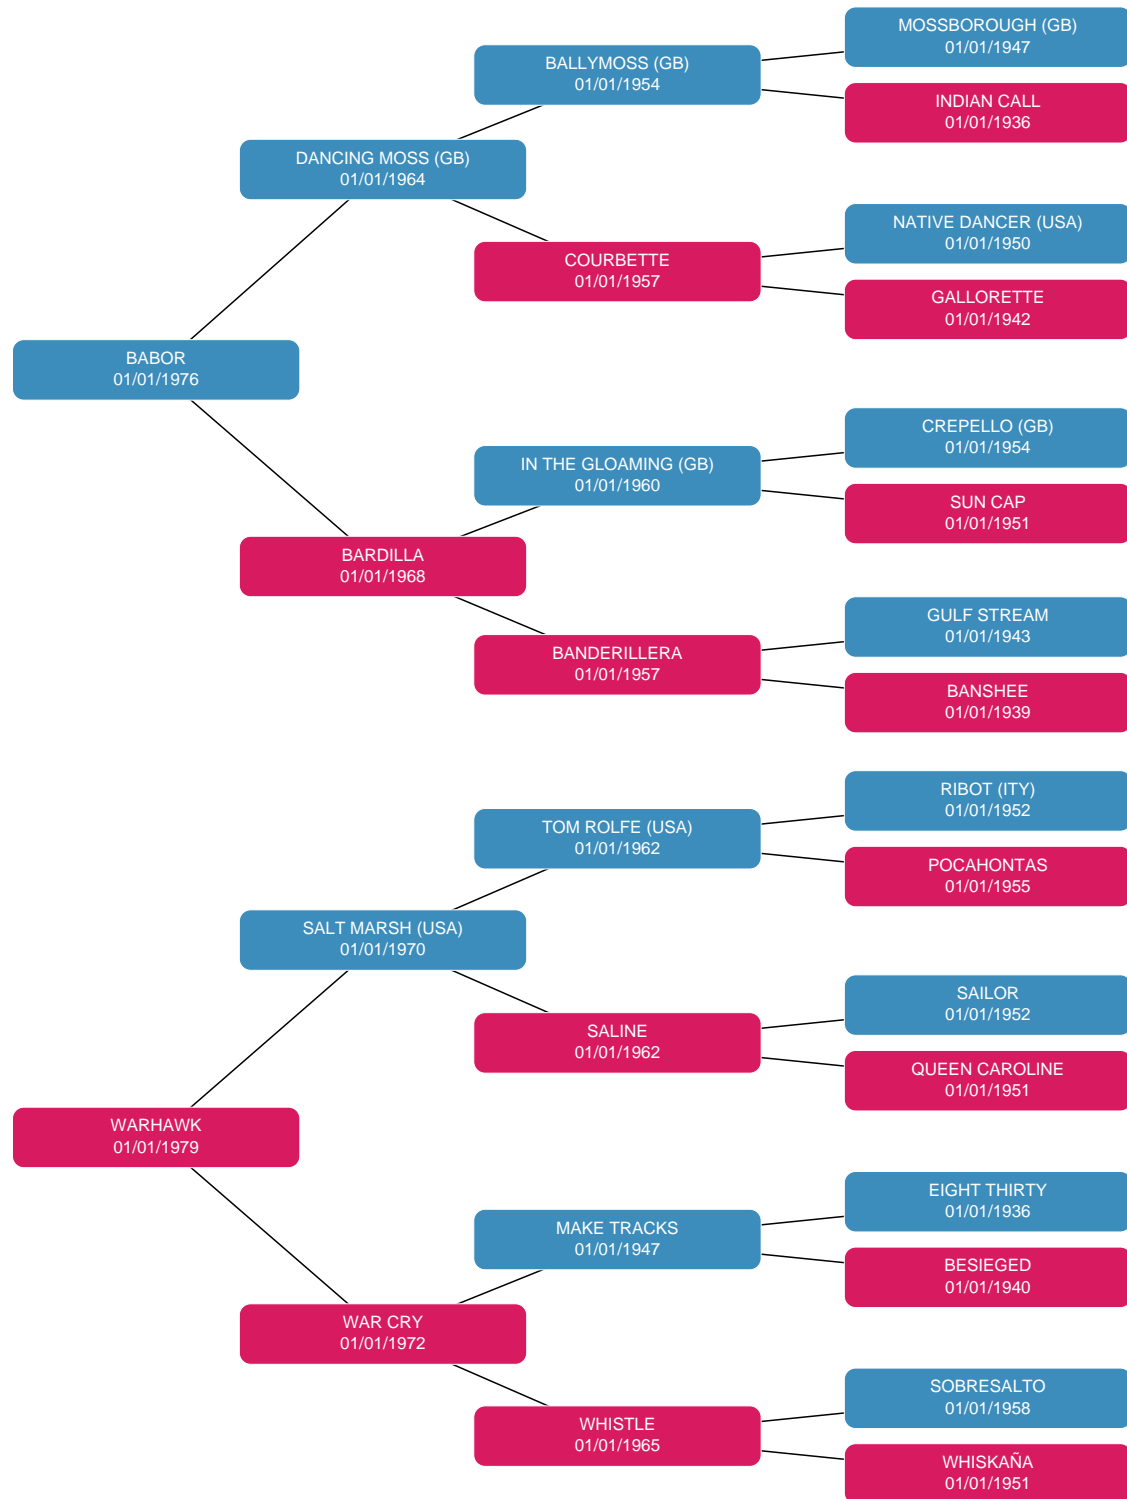 MOSSBOROUGH (GB)
01/01/1947
BALLYMOSS (GB)
01/01/1954
INDIAN CALL
01/01/1936
DANCING MOSS (GB)
01/01/1964
NATIVE DANCER (USA)
01/01/1950
COURBETTE
01/01/1957
GALLORETTE
01/01/1942
BABOR
01/01/1976
CREPELLO (GB)
01/01/1954
IN THE GLOAMING (GB)
01/01/1960
SUN CAP
01/01/1951
BARDILLA
01/01/1968
GULF STREAM
01/01/1943
BANDERILLERA
01/01/1957
BANSHEE
01/01/1939
RIBOT (ITY)
01/01/1952
TOM ROLFE (USA)
01/01/1962
POCAHONTAS
01/01/1955
SALT MARSH (USA)
01/01/1970
SAILOR
01/01/1952
SALINE
01/01/1962
QUEEN CAROLINE
01/01/1951
WARHAWK
01/01/1979
EIGHT THIRTY
01/01/1936
MAKE TRACKS
01/01/1947
BESIEGED
01/01/1940
WAR CRY
01/01/1972
SOBRESALTO
01/01/1958
WHISTLE
01/01/1965
WHISKAÑA
01/01/1951